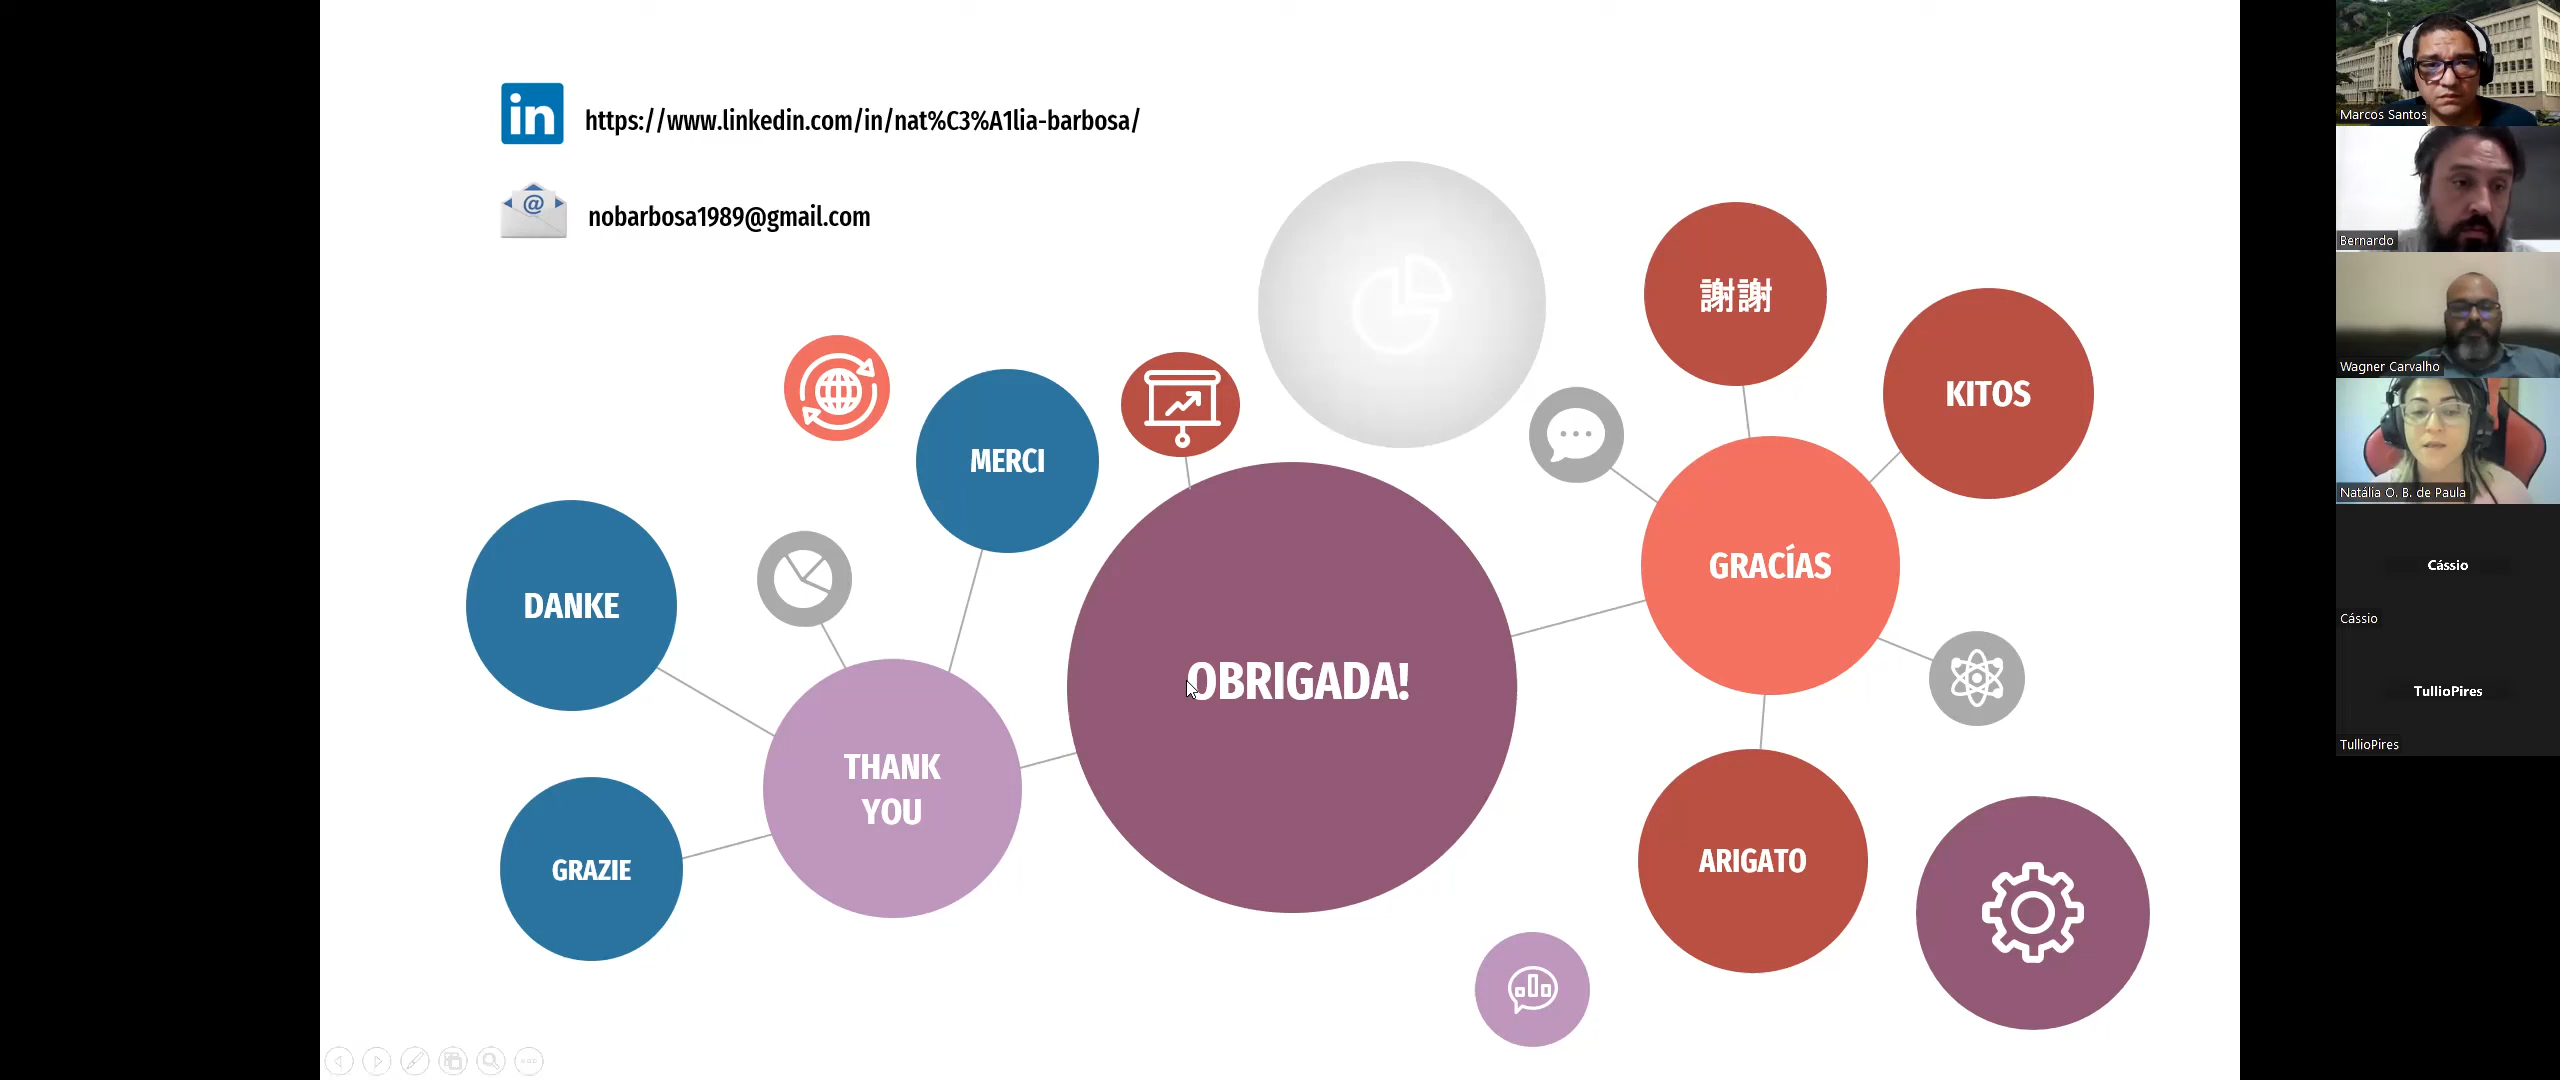 in
https://www.linkedin.com/in/nat%C3%A1lia-barbosa/
@
nobarbosa1989@gmail.com
謝謝
KITOS
MERCI
GRACÍAS
DANKE
OBRIGADA!
THANK
YOU
GRAZIE
ARIGATO
Marcos Santos
Bernardo
Wagner Carvalho
Natália O. B. de Paula
Cássio
Cássio
TullioPires
TullioPires